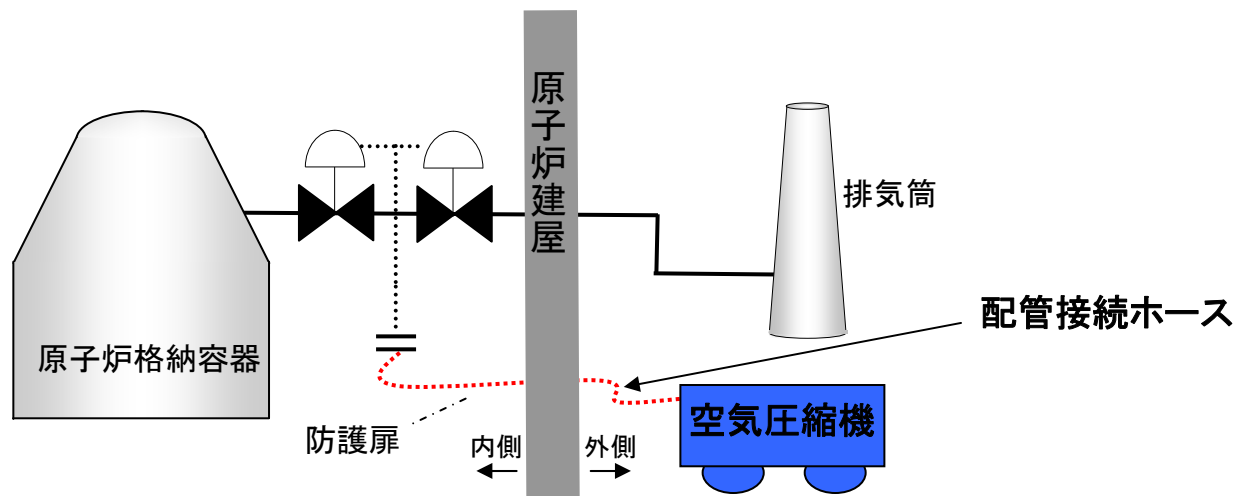 原子炉建屋
排気筒
配管接続ホース
原子炉格納容器
空気圧縮機
防護扉
内側
外側